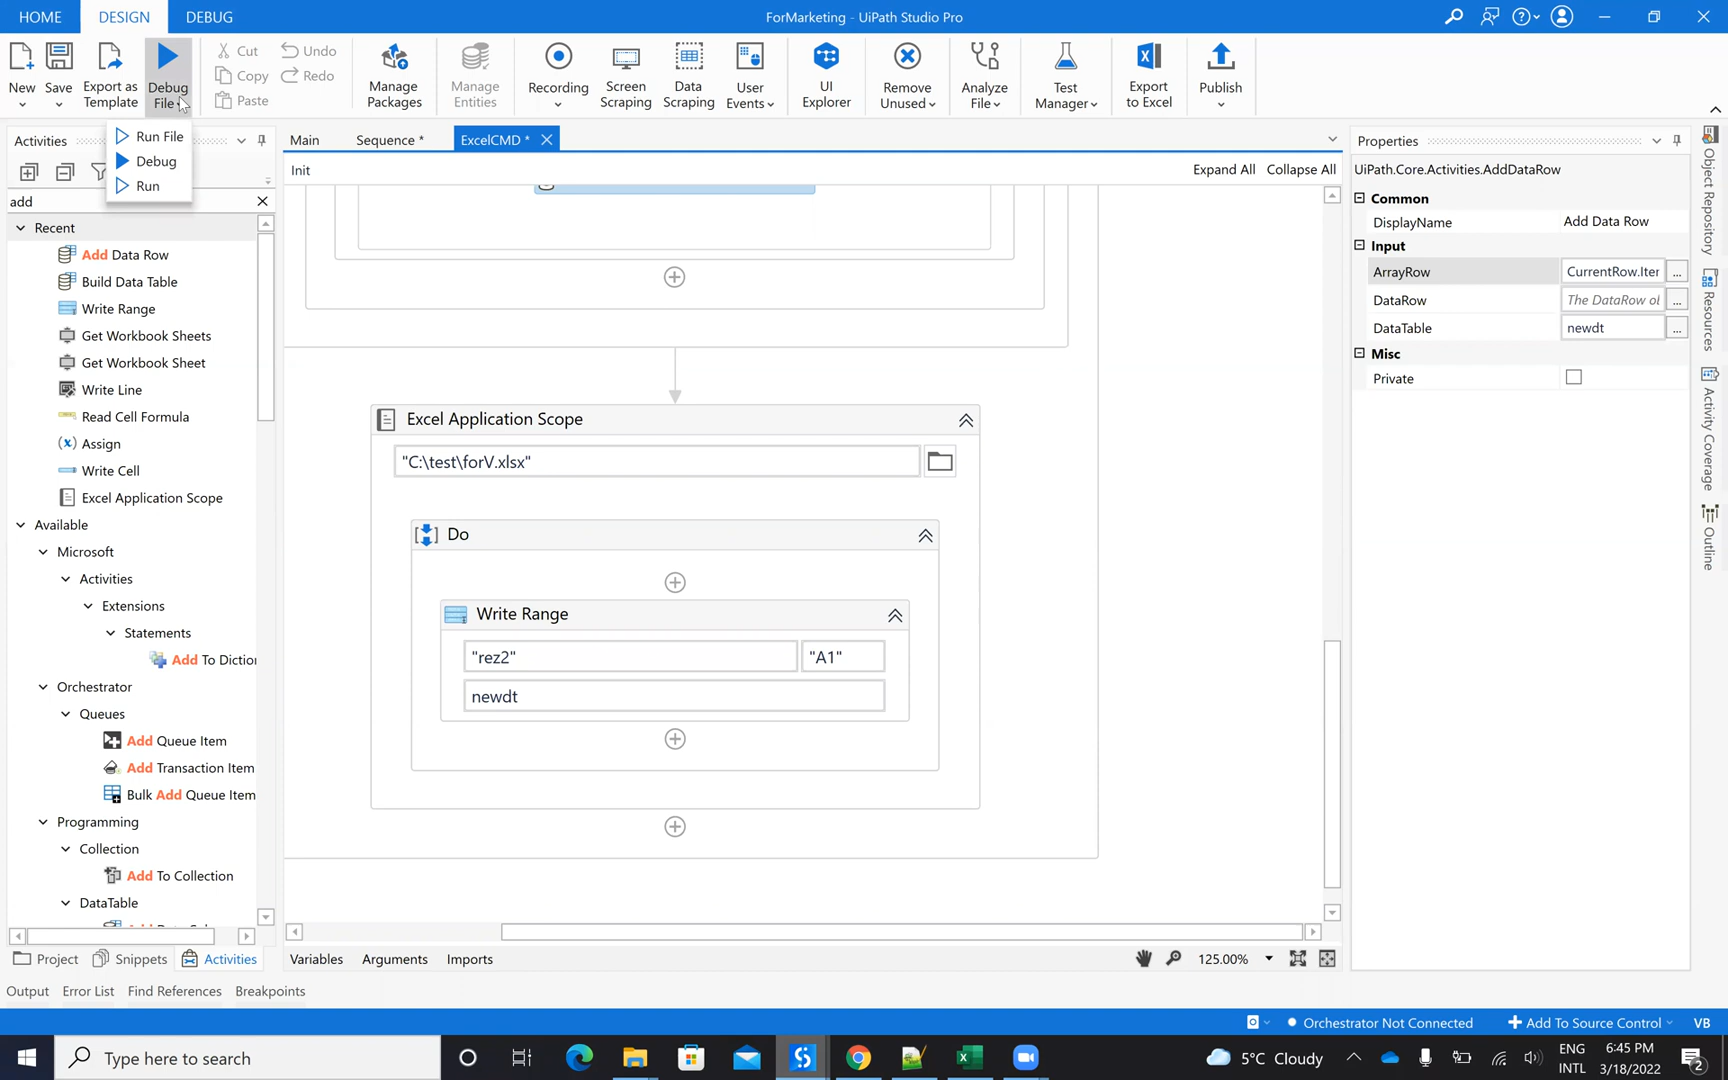 HOME DESIGN DEBUG ForMarketing - UiPath Studio Pro
New Save Export as Template Debug File
Cut Copy Paste Undo Redo
Manage Packages Manage Entities Recording Screen Scraping Data Scraping User Events UI Explorer Remove Unused Analyze File Test Manager Export to Excel Publish
Run File
Debug
Run
Activities
add
Recent
Add Data Row
Build Data Table
Write Range
Get Workbook Sheets
Get Workbook Sheet
Write Line
Read Cell Formula
Assign
Write Cell
Excel Application Scope
Available
Microsoft
Activities
Extensions
Statements
Add To Dictior
Orchestrator
Queues
Add Queue Item
Add Transaction Item
Bulk Add Queue Item
Programming
Collection
Add To Collection
DataTable
Project Snippets Activities
Main Sequence * ExcelCMD *
Init Expand All Collapse All
Excel Application Scope
"C:\test\forV.xlsx"
Do
Write Range
"rez2" "A1"
newdt
Variables Arguments Imports 125.00%
Properties
UiPath.Core.Activities.AddDataRow
Common
DisplayName Add Data Row
Input
ArrayRow CurrentRow.Iter ...
DataRow The DataRow ol ...
DataTable newdt ...
Misc
Private
Object Repository
Resources
Activity Coverage
Outline
Output Error List Find References Breakpoints
Orchestrator Not Connected Add To Source Control VB
Type here to search
5°C Cloudy
ENG
INTL
6:45 PM
3/18/2022
2